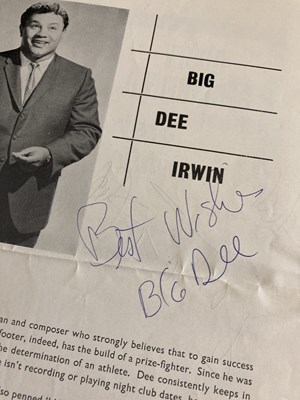 BIG
DEE
IRWIN
Best Wishes
Big Dee
an and composer who strongly believes that to gain success
footer, indeed, has the build of a prize-fighter. Since he was
he determination of an athlete. Dee consistently keeps in
e isn't recording or playing night club dates,
so penned